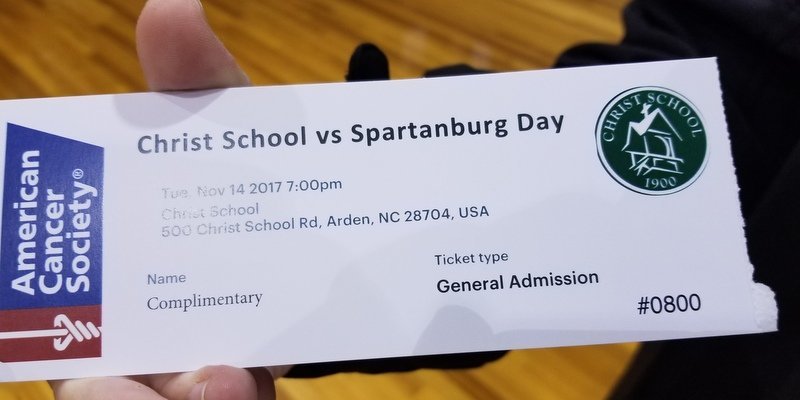 American
Cancer
Society®
Christ School vs Spartanburg Day
CHRIST SCHOOL
1900
Tue, Nov 14 2017 7:00pm
Christ School
500 Christ School Rd, Arden, NC 28704, USA
Name
Complimentary
Ticket type
General Admission
#0800